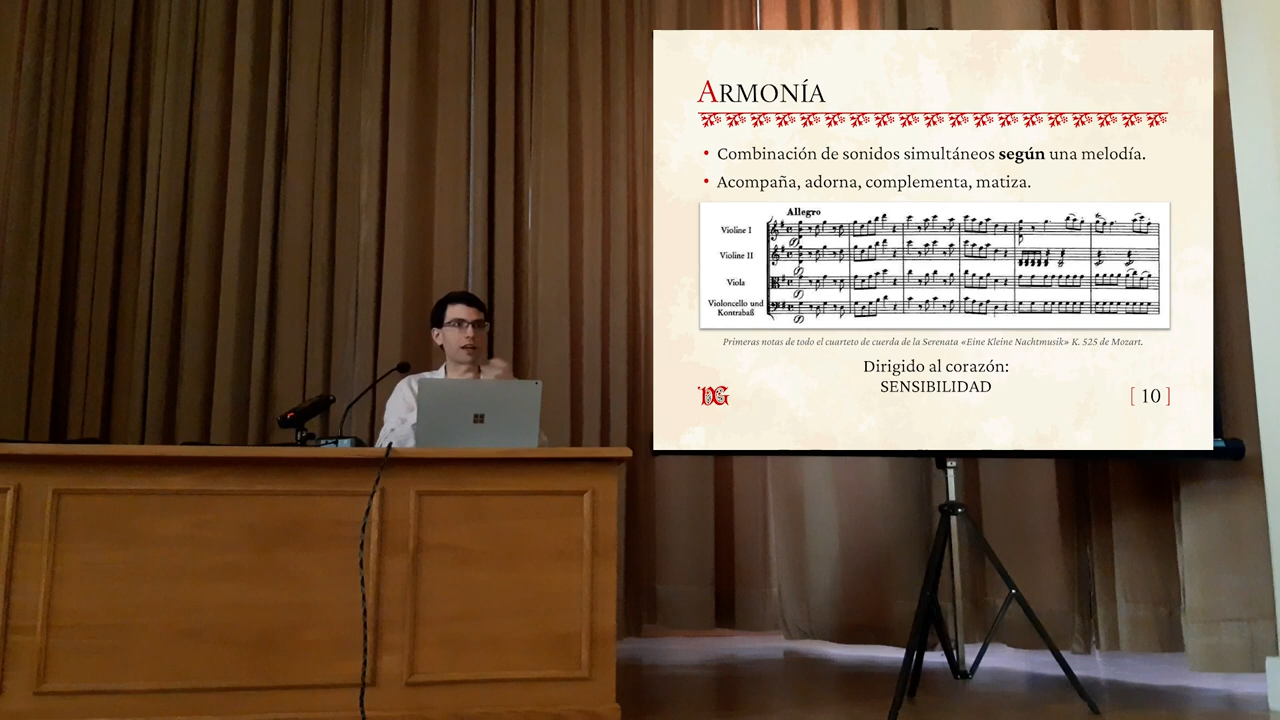 ARMONÍA
• Combinación de sonidos simultáneos según una melodía.
• Acompaña, adorna, complementa, matiza.
Allegro
Violine I
Violine II
Viola
Violoncello und
Kontrabaß
Primeras notas de todo el cuarteto de cuerda de la Serenata «Eine Kleine Nachtmusik» K. 525 de Mozart.
Dirigido al corazón:
SENSIBILIDAD
DG
[ 10 ]